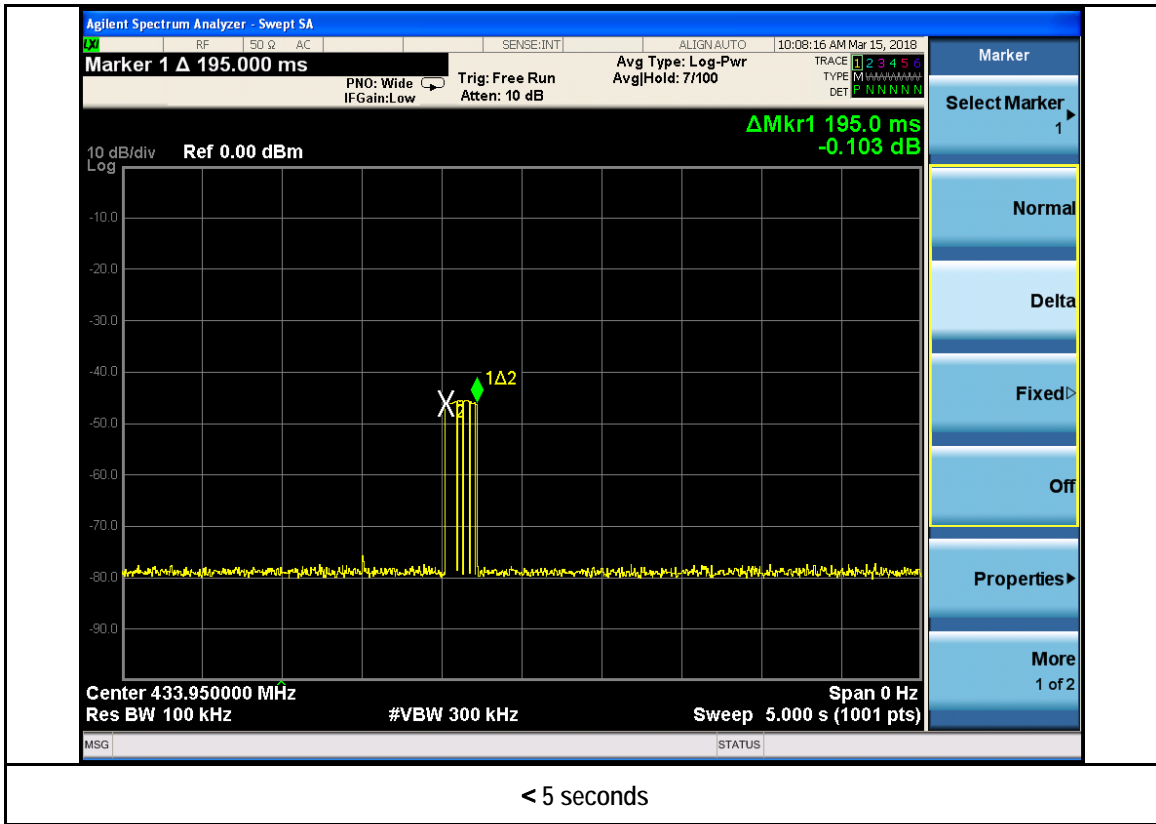 Agilent Spectrum Analyzer - Swept SA
LXI RF 50 Ω AC SENSE:INT ALIGN AUTO 10:08:16 AM Mar 15, 2018
Marker 1 Δ 195.000 ms
PNO: Wide
IFGain:Low
Trig: Free Run
Atten: 10 dB
Avg Type: Log-Pwr
Avg|Hold: 7/100
TRACE 1 2 3 4 5 6
TYPE M WWWWW
DET P N N N N N
ΔMkr1 195.0 ms
-0.103 dB
10 dB/div Ref 0.00 dBm
Log
-10.0
-20.0
-30.0
-40.0
-50.0
-60.0
-70.0
-80.0
-90.0
1Δ2
X2
Center 433.950000 MHz Span 0 Hz
Res BW 100 kHz #VBW 300 kHz Sweep 5.000 s (1001 pts)
MSG STATUS
Marker
Select Marker
1
Normal
Delta
Fixed
Off
Properties
More
1 of 2
< 5 seconds